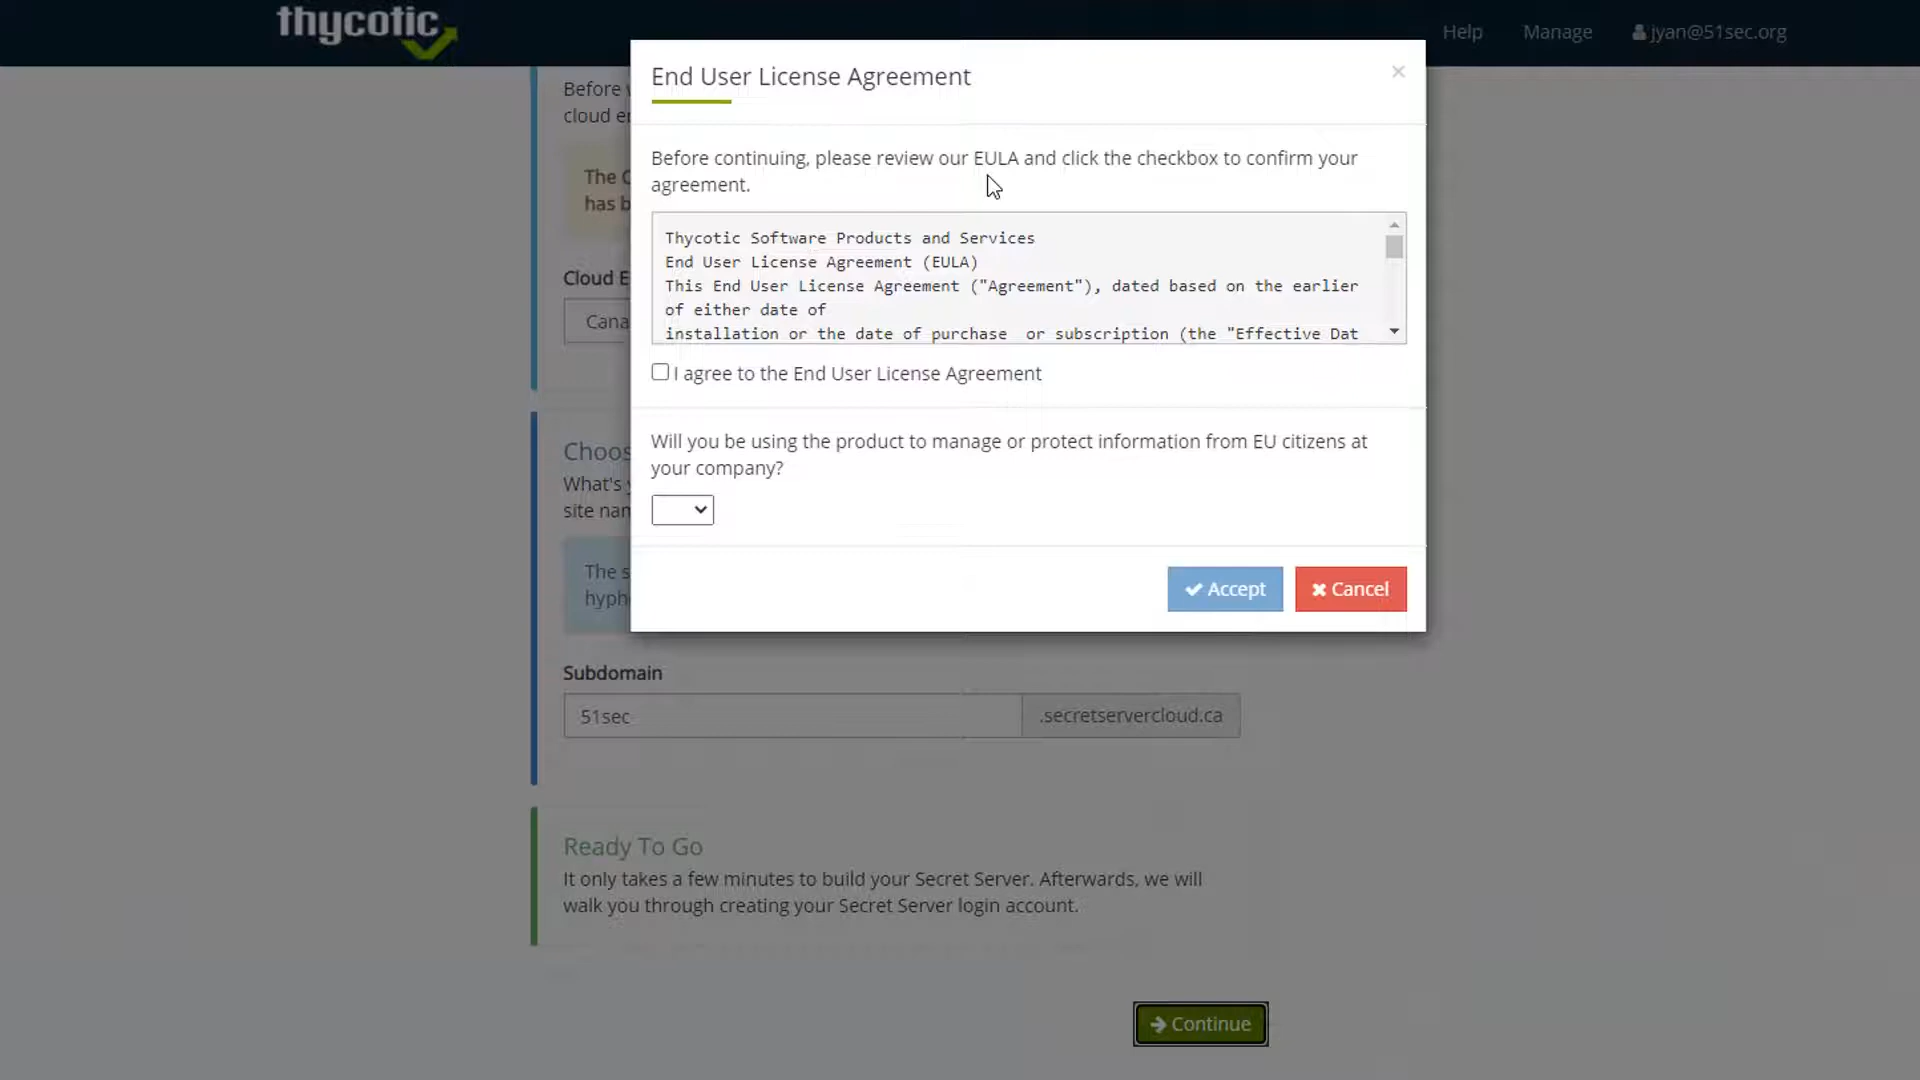 thycotic
Help
Manage
jyan@51sec.org
End User License Agreement
×
Before continuing, please review our EULA and click the checkbox to confirm your
agreement.
Thycotic Software Products and Services
End User License Agreement (EULA)
This End User License Agreement ("Agreement"), dated based on the earlier
of either date of
installation or the date of purchase  or subscription (the "Effective Dat
I agree to the End User License Agreement
Will you be using the product to manage or protect information from EU citizens at
your company?
Accept
Cancel
Before
cloud
The
has
Cloud
Choos
What's
site
The
Subdomain
51sec
.secretservercloud.ca
Ready To Go
It only takes a few minutes to build your Secret Server. Afterwards, we will
walk you through creating your Secret Server login account.
Continue